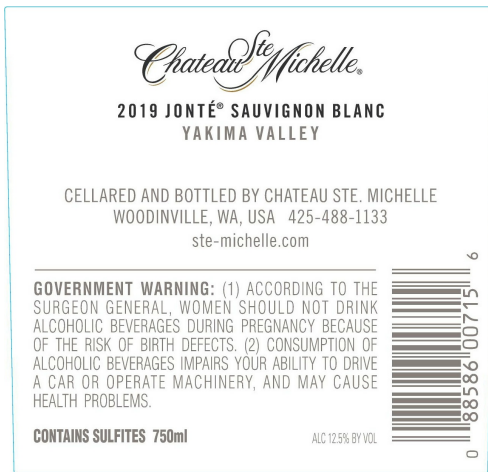 Chateau Ste Michelle®
2019 JONTÉ® SAUVIGNON BLANC
YAKIMA VALLEY
CELLARED AND BOTTLED BY CHATEAU STE. MICHELLE
WOODINVILLE, WA, USA 425-488-1133
ste-michelle.com
GOVERNMENT WARNING: (1) ACCORDING TO THE
SURGEON GENERAL, WOMEN SHOULD NOT DRINK
ALCOHOLIC BEVERAGES DURING PREGNANCY BECAUSE
OF THE RISK OF BIRTH DEFECTS. (2) CONSUMPTION OF
ALCOHOLIC BEVERAGES IMPAIRS YOUR ABILITY TO DRIVE
A CAR OR OPERATE MACHINERY, AND MAY CAUSE
HEALTH PROBLEMS.
CONTAINS SULFITES 750ml
ALC 12.5% BY VOL
0 88586 00715 6